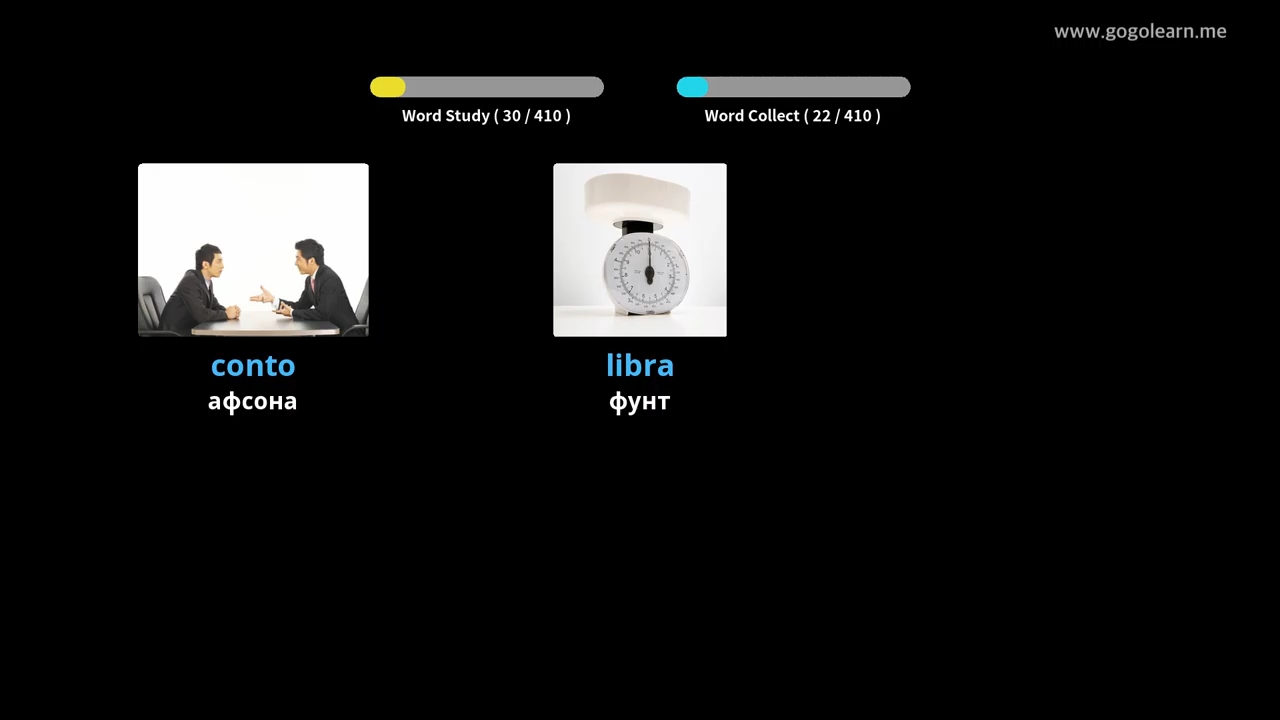 www.gogolearn.me
Word Study ( 30 / 410 )
Word Collect ( 22 / 410 )
conto
афсона
libra
фунт